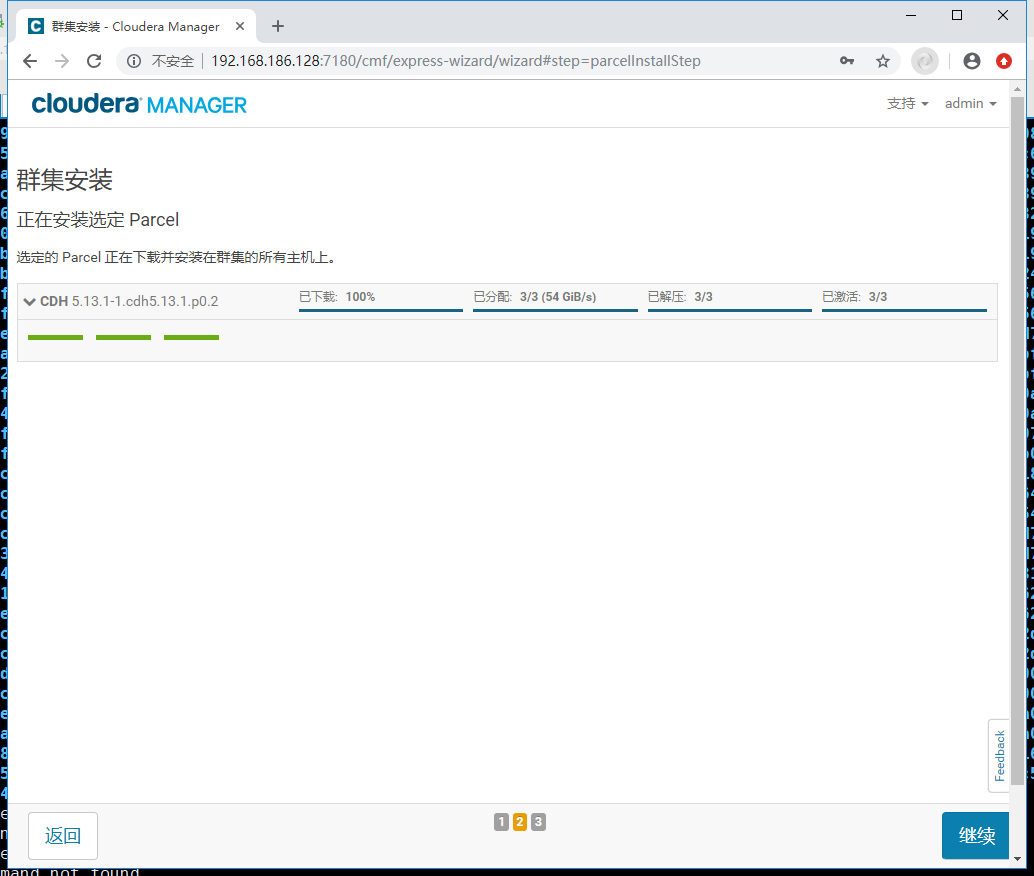 群集安装 - Cloudera Manager
不安全 192.168.186.128:7180/cmf/express-wizard/wizard#step=parcelInstallStep
cloudera MANAGER
支持 admin
群集安装
正在安装选定 Parcel
选定的 Parcel 正在下载并安装在群集的所有主机上。
CDH 5.13.1-1.cdh5.13.1.p0.2 已下载: 100% 已分配: 3/3 (54 GiB/s) 已解压: 3/3 已激活: 3/3
Feedback
返回 1 2 3 继续
mand not found